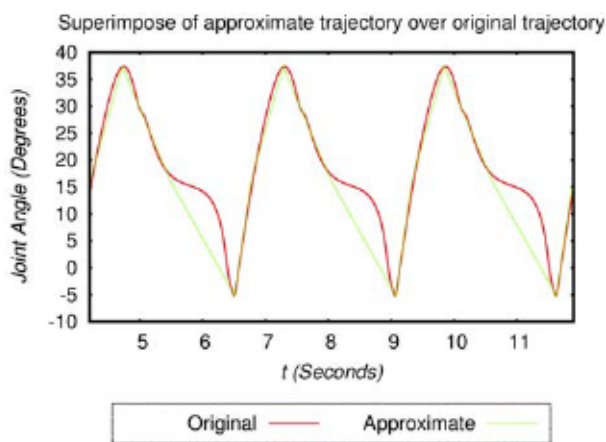 Superimpose of approximate trajectory over original trajectory
40
35
30
25
20
15
10
5
0
-5
-10
Joint Angle (Degrees)
5 6 7 8 9 10 11
t (Seconds)
Original Approximate